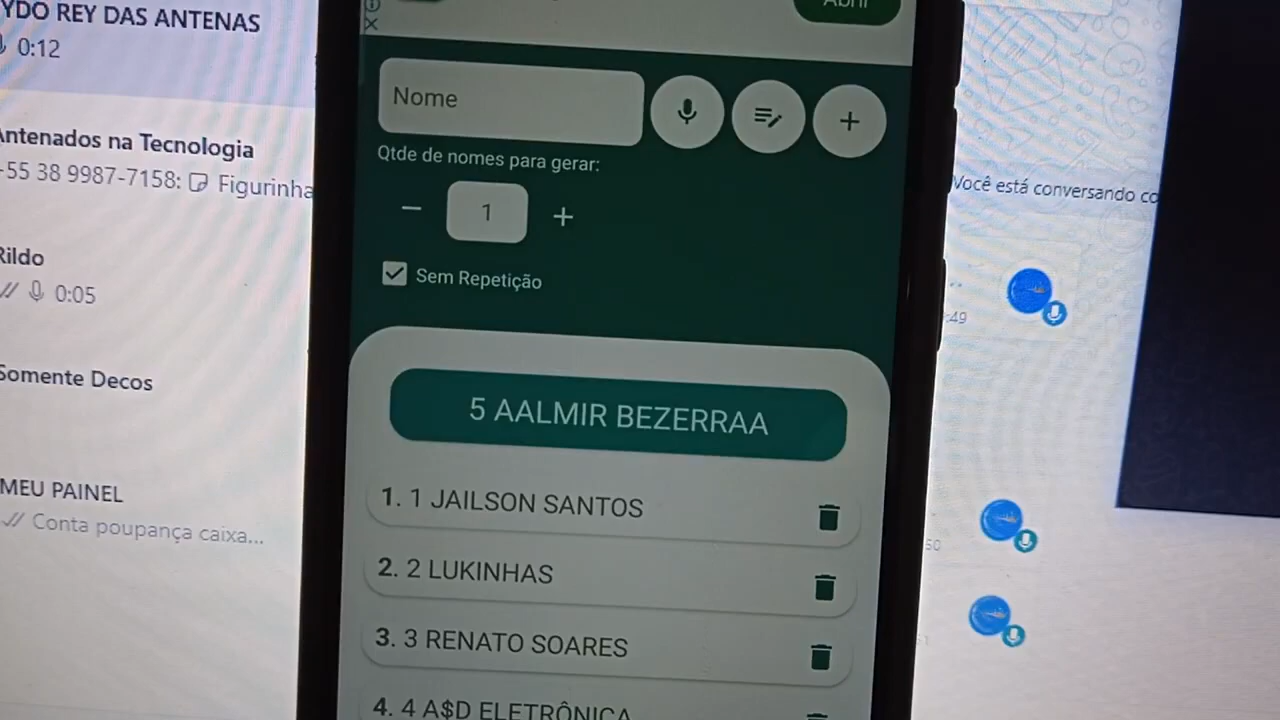 YDO REY DAS ANTENAS
0:12
Antenados na Tecnologia
+55 38 9987-7158: Figurinha
Rildo
0:05
Somente Decos
MEU PAINEL
Conta poupança caixa...
Abrir
Nome
Qtde de nomes para gerar:
− 1 +
Sem Repetição
5 AALMIR BEZERRAA
1. 1 JAILSON SANTOS
2. 2 LUKINHAS
3. 3 RENATO SOARES
4. 4 A$D ELETRÔNICA
Você está conversando co
:49
50